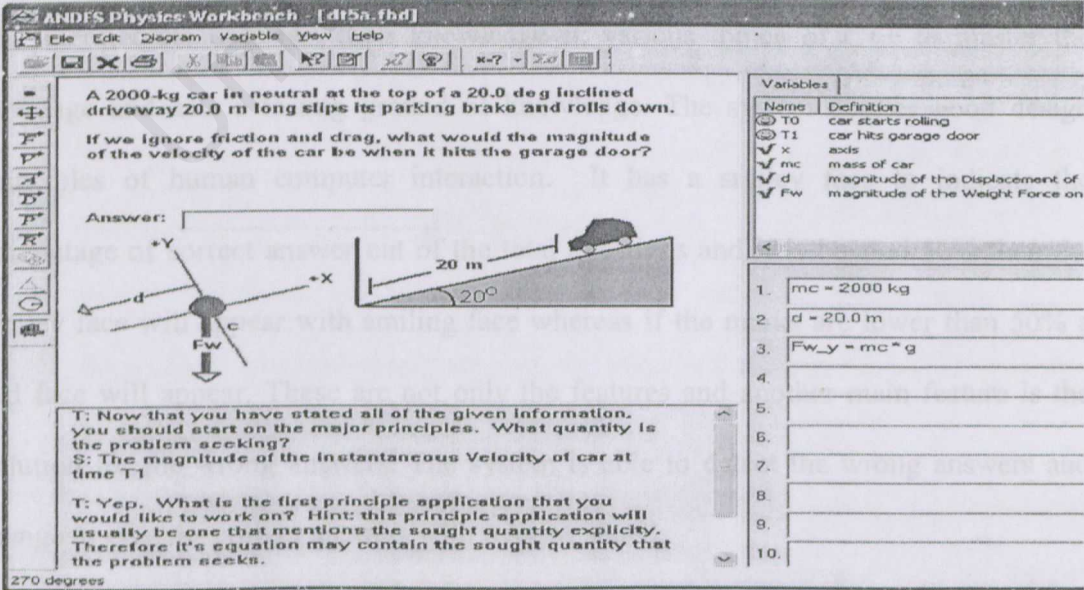 ANDES Physics Workbench - [dt5a.fbd]
File Edit Diagram Variable View Help
A 2000-kg car in neutral at the top of a 20.0 deg inclined
driveway 20.0 m long slips its parking brake and rolls down.
If we ignore friction and drag, what would the magnitude
of the velocity of the car be when it hits the garage door?
Answer:
+Y
+X
d
c
Fw
20 m
20°
T: Now that you have stated all of the given information,
you should start on the major principles. What quantity is
the problem seeking?
S: The magnitude of the instantaneous Velocity of car at
time T1
T: Yep. What is the first principle application that you
would like to work on? Hint: this principle application will
usually be one that mentions the sought quantity explicity.
Therefore it's equation may contain the sought quantity that
the problem seeks.
270 degrees
Variables
Name Definition
T0 car starts rolling
T1 car hits garage door
x axis
mc mass of car
d magnitude of the Displacement of
Fw magnitude of the Weight Force on
1. mc = 2000 kg
2. d = 20.0 m
3. Fw_y = mc * g
4.
5.
6.
7.
8.
9.
10.